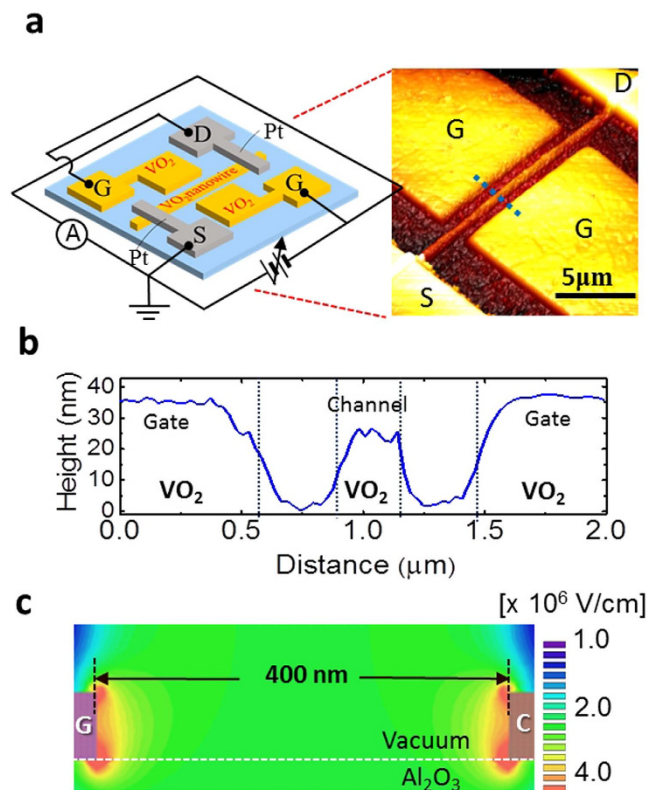 a
D
Pt
VO2
G
VO2 nanowire
G
VO2
A
Pt
S
D
G
G
S
5μm
b
Height (nm)
40
30
20
10
0
Gate
Channel
Gate
VO2
VO2
VO2
0.0 0.5 1.0 1.5 2.0
Distance (μm)
c
[x 10⁶ V/cm]
400 nm
G
C
Vacuum
Al2O3
1.0
2.0
4.0